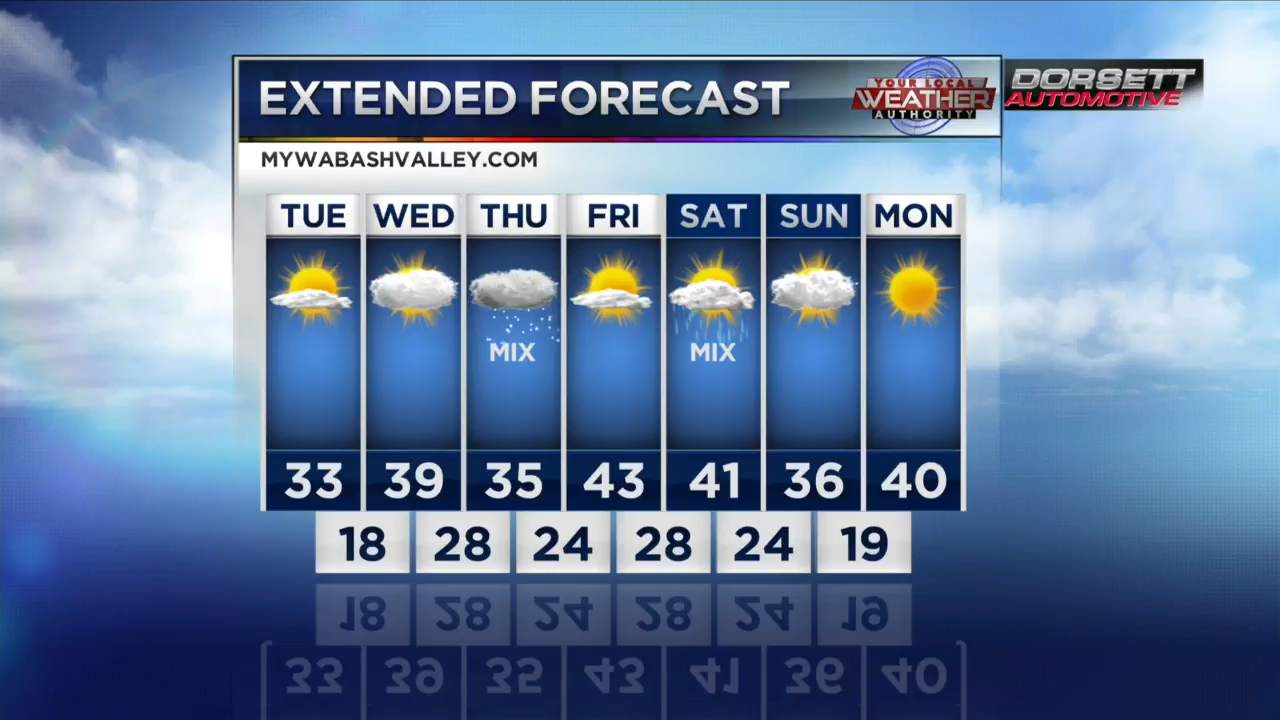 EXTENDED FORECAST
YOUR LOCAL
WEATHER
AUTHORITY
DORSETT
AUTOMOTIVE
MYWABASHVALLEY.COM
TUE WED THU FRI SAT SUN MON
MIX MIX
33 39 35 43 41 36 40
18 28 24 28 24 19